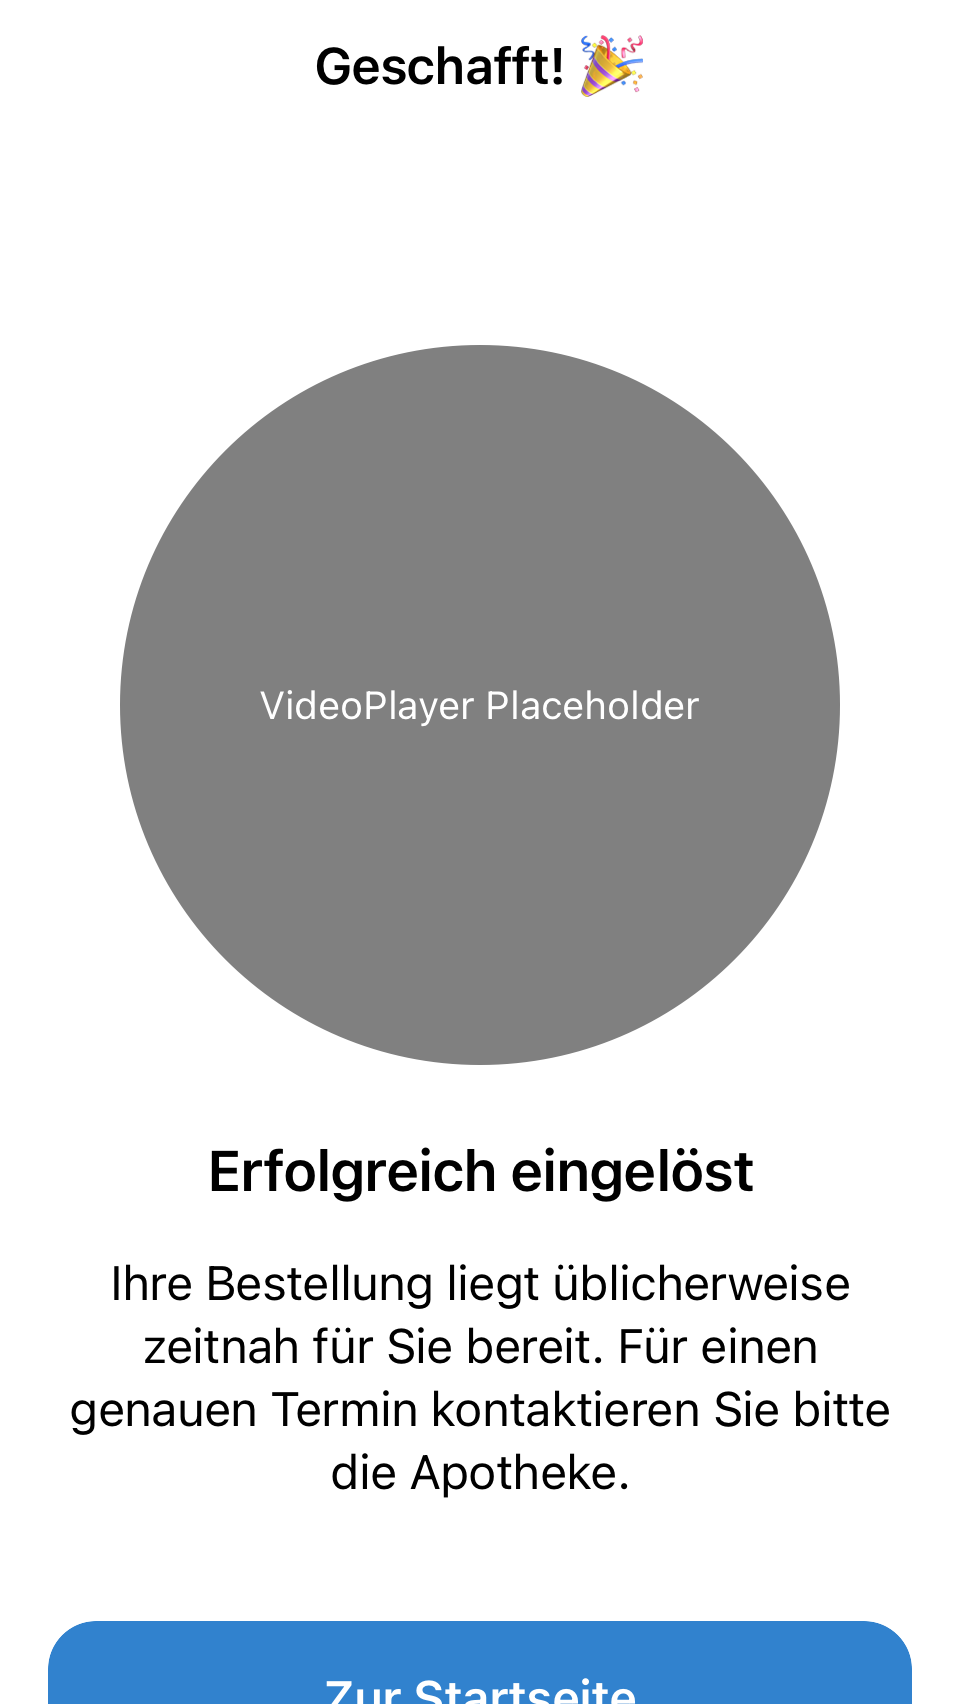 Geschafft! 🎉
VideoPlayer Placeholder
Erfolgreich eingelöst
Ihre Bestellung liegt üblicherweise
zeitnah für Sie bereit. Für einen
genauen Termin kontaktieren Sie bitte
die Apotheke.
Zur Startseite